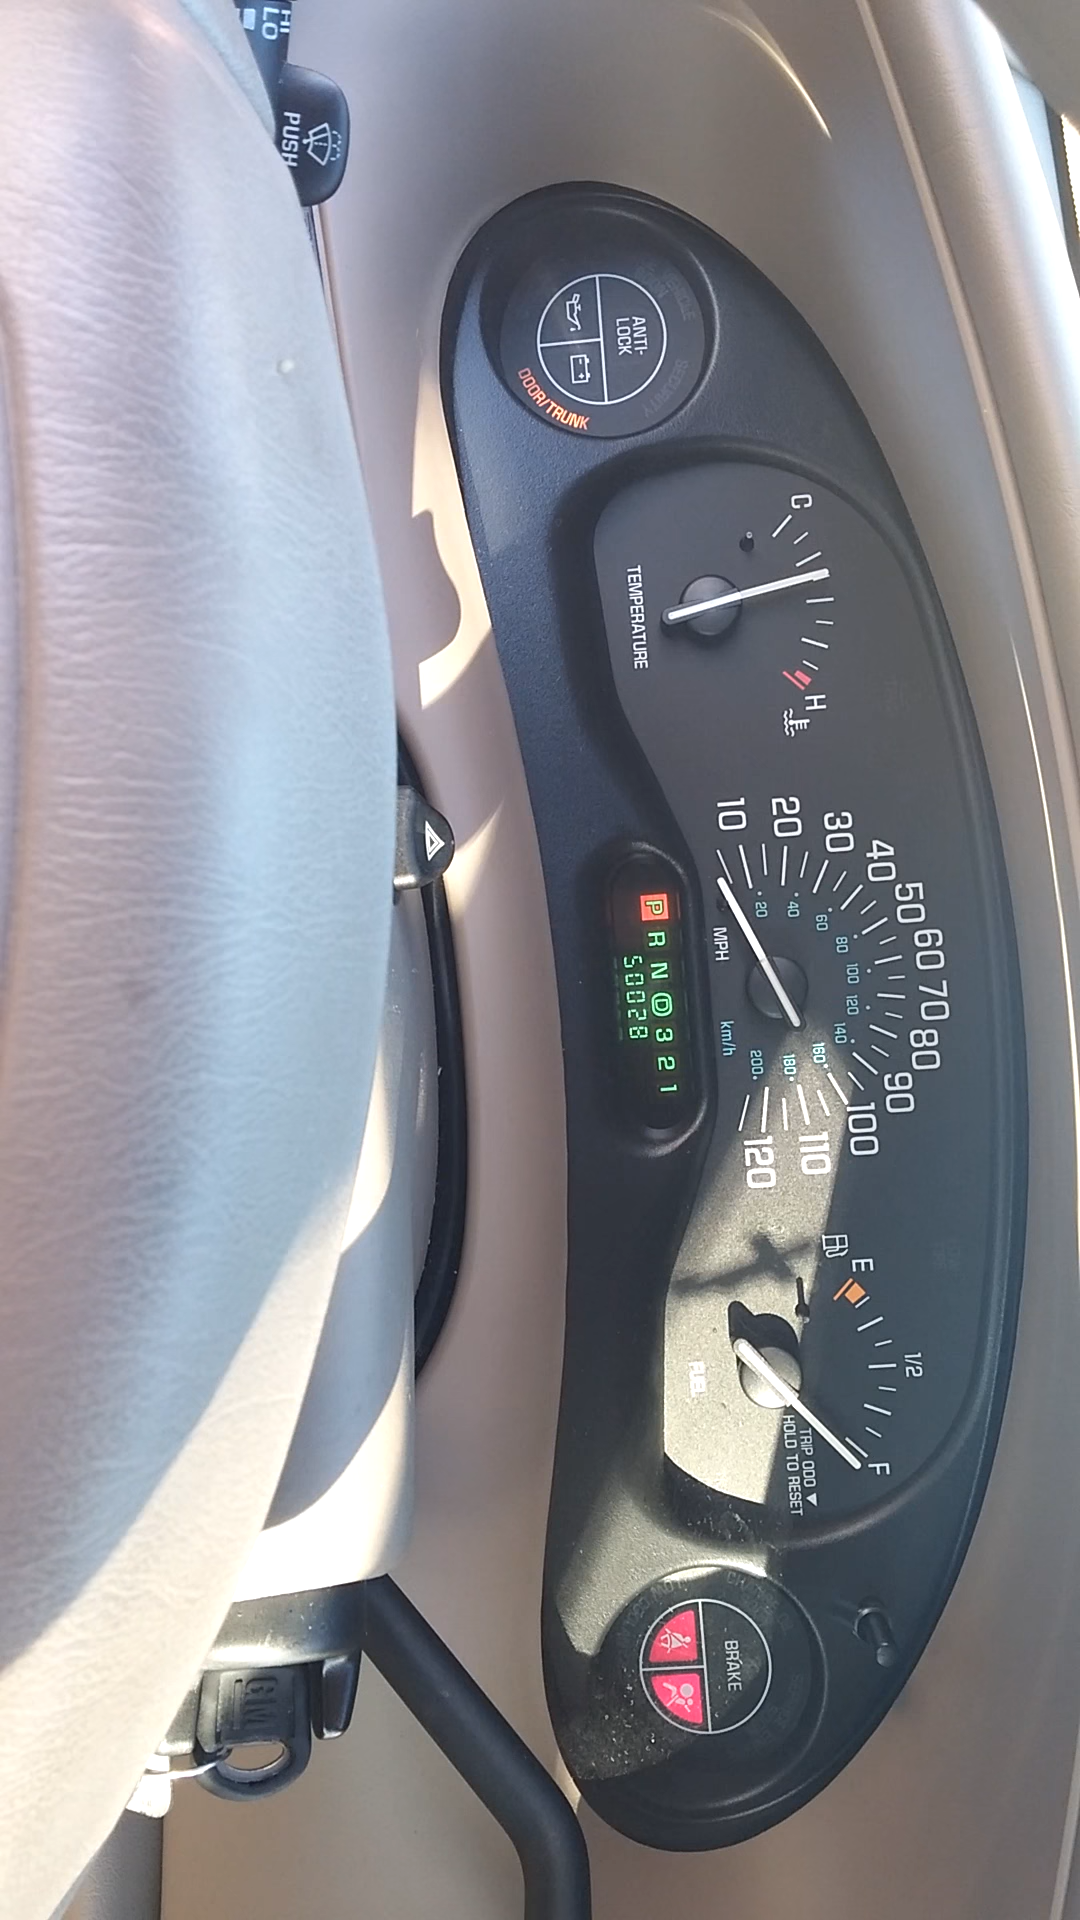 HI
LO
PUSH
ANTI-
LOCK
SECURITY
DOOR/TRUNK
C
H
TEMPERATURE
10
20
30
40
50
60
70
80
90
100
110
120
20
40
60
80
100
120
140
160
180
200
MPH
km/h
P R N D 3 2 1
50028
E
1/2
F
FUEL
TRIP ODO ▼
HOLD TO RESET
BRAKE
GM